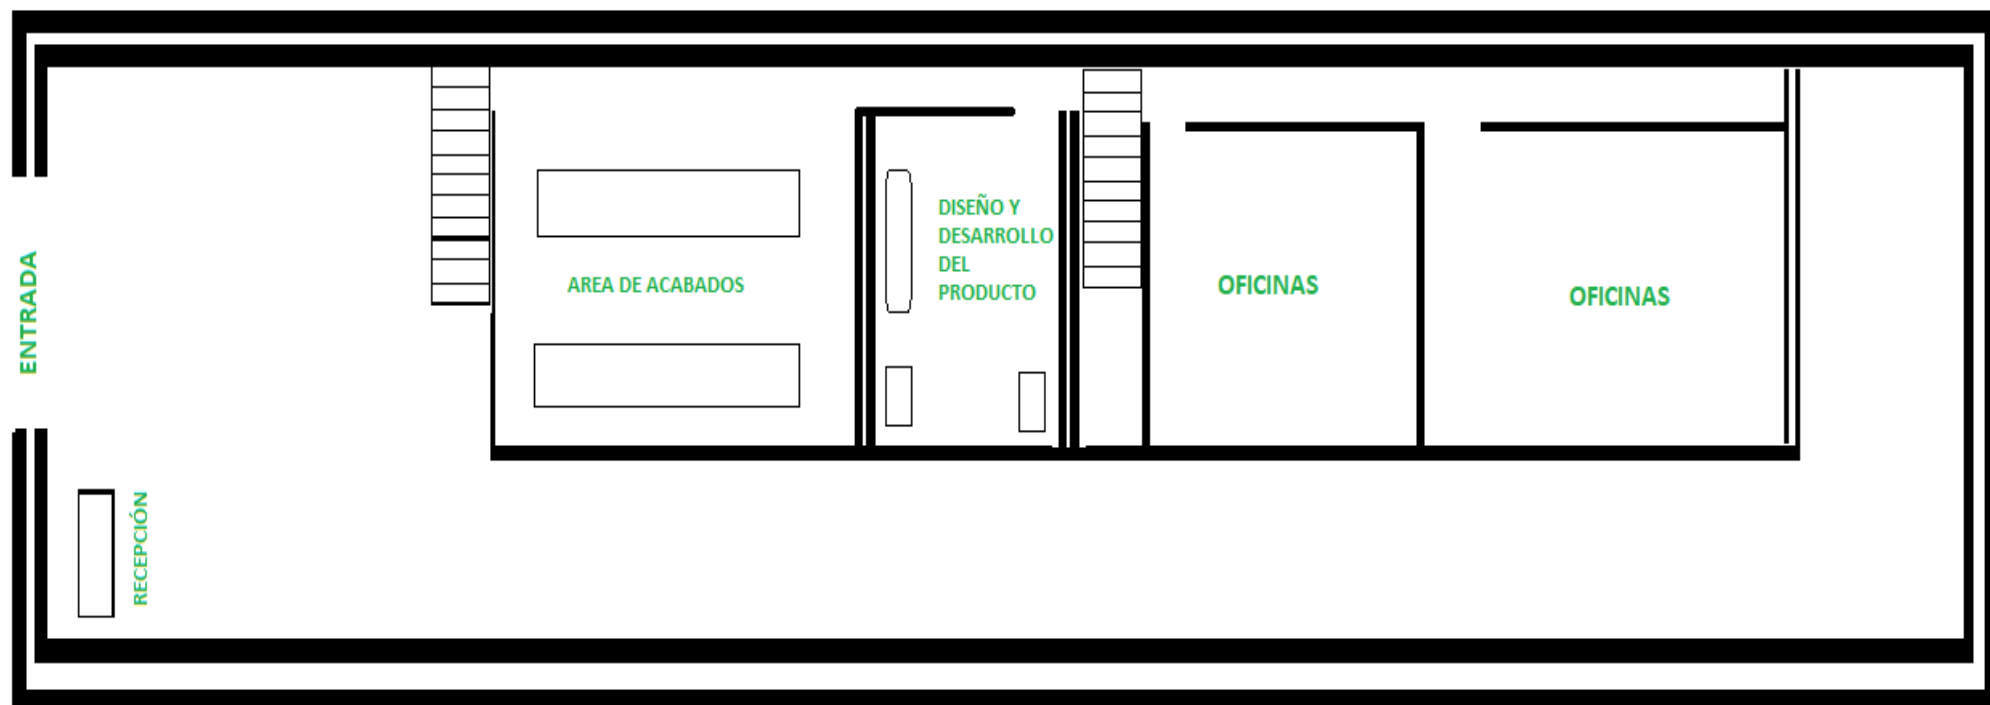 ENTRADA
RECEPCIÓN
AREA DE ACABADOS
DISEÑO Y
DESARROLLO
DEL
PRODUCTO
OFICINAS
OFICINAS